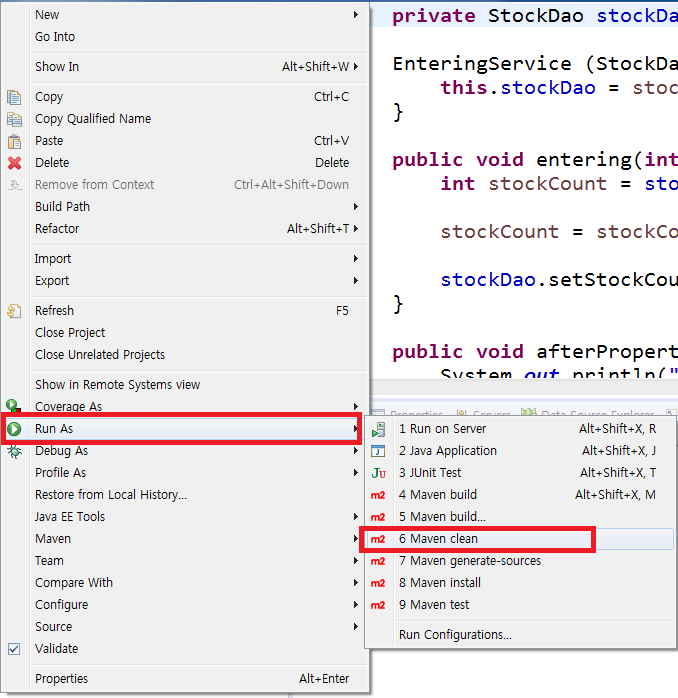 New
Go Into
Show In Alt+Shift+W
Copy Ctrl+C
Copy Qualified Name
Paste Ctrl+V
Delete Delete
Remove from Context Ctrl+Alt+Shift+Down
Build Path
Refactor Alt+Shift+T
Import
Export
Refresh F5
Close Project
Close Unrelated Projects
Show in Remote Systems view
Coverage As
Run As
Debug As
Profile As
Restore from Local History...
Java EE Tools
Maven
Team
Compare With
Configure
Source
Validate
Properties Alt+Enter
private StockDao stockDa
EnteringService (StockDa
this.stockDao = stoc
}
public void entering(int
int stockCount = sto
stockCount = stockCo
stockDao.setStockCou
}
public void afterPropert
System.out.println("
Properties Servers Data Source Explorer
1 Run on Server Alt+Shift+X, R
2 Java Application Alt+Shift+X, J
Ju 3 JUnit Test Alt+Shift+X, T
m2 4 Maven build Alt+Shift+X, M
m2 5 Maven build...
m2 6 Maven clean
m2 7 Maven generate-sources
m2 8 Maven install
m2 9 Maven test
Run Configurations...